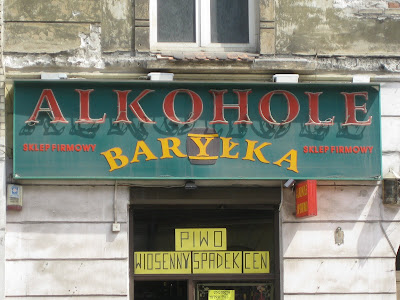 ALKOHOLE
SKLEP FIRMOWY BARYŁKA SKLEP FIRMOWY
PIWO
WIOSENNY SPADEK CEN